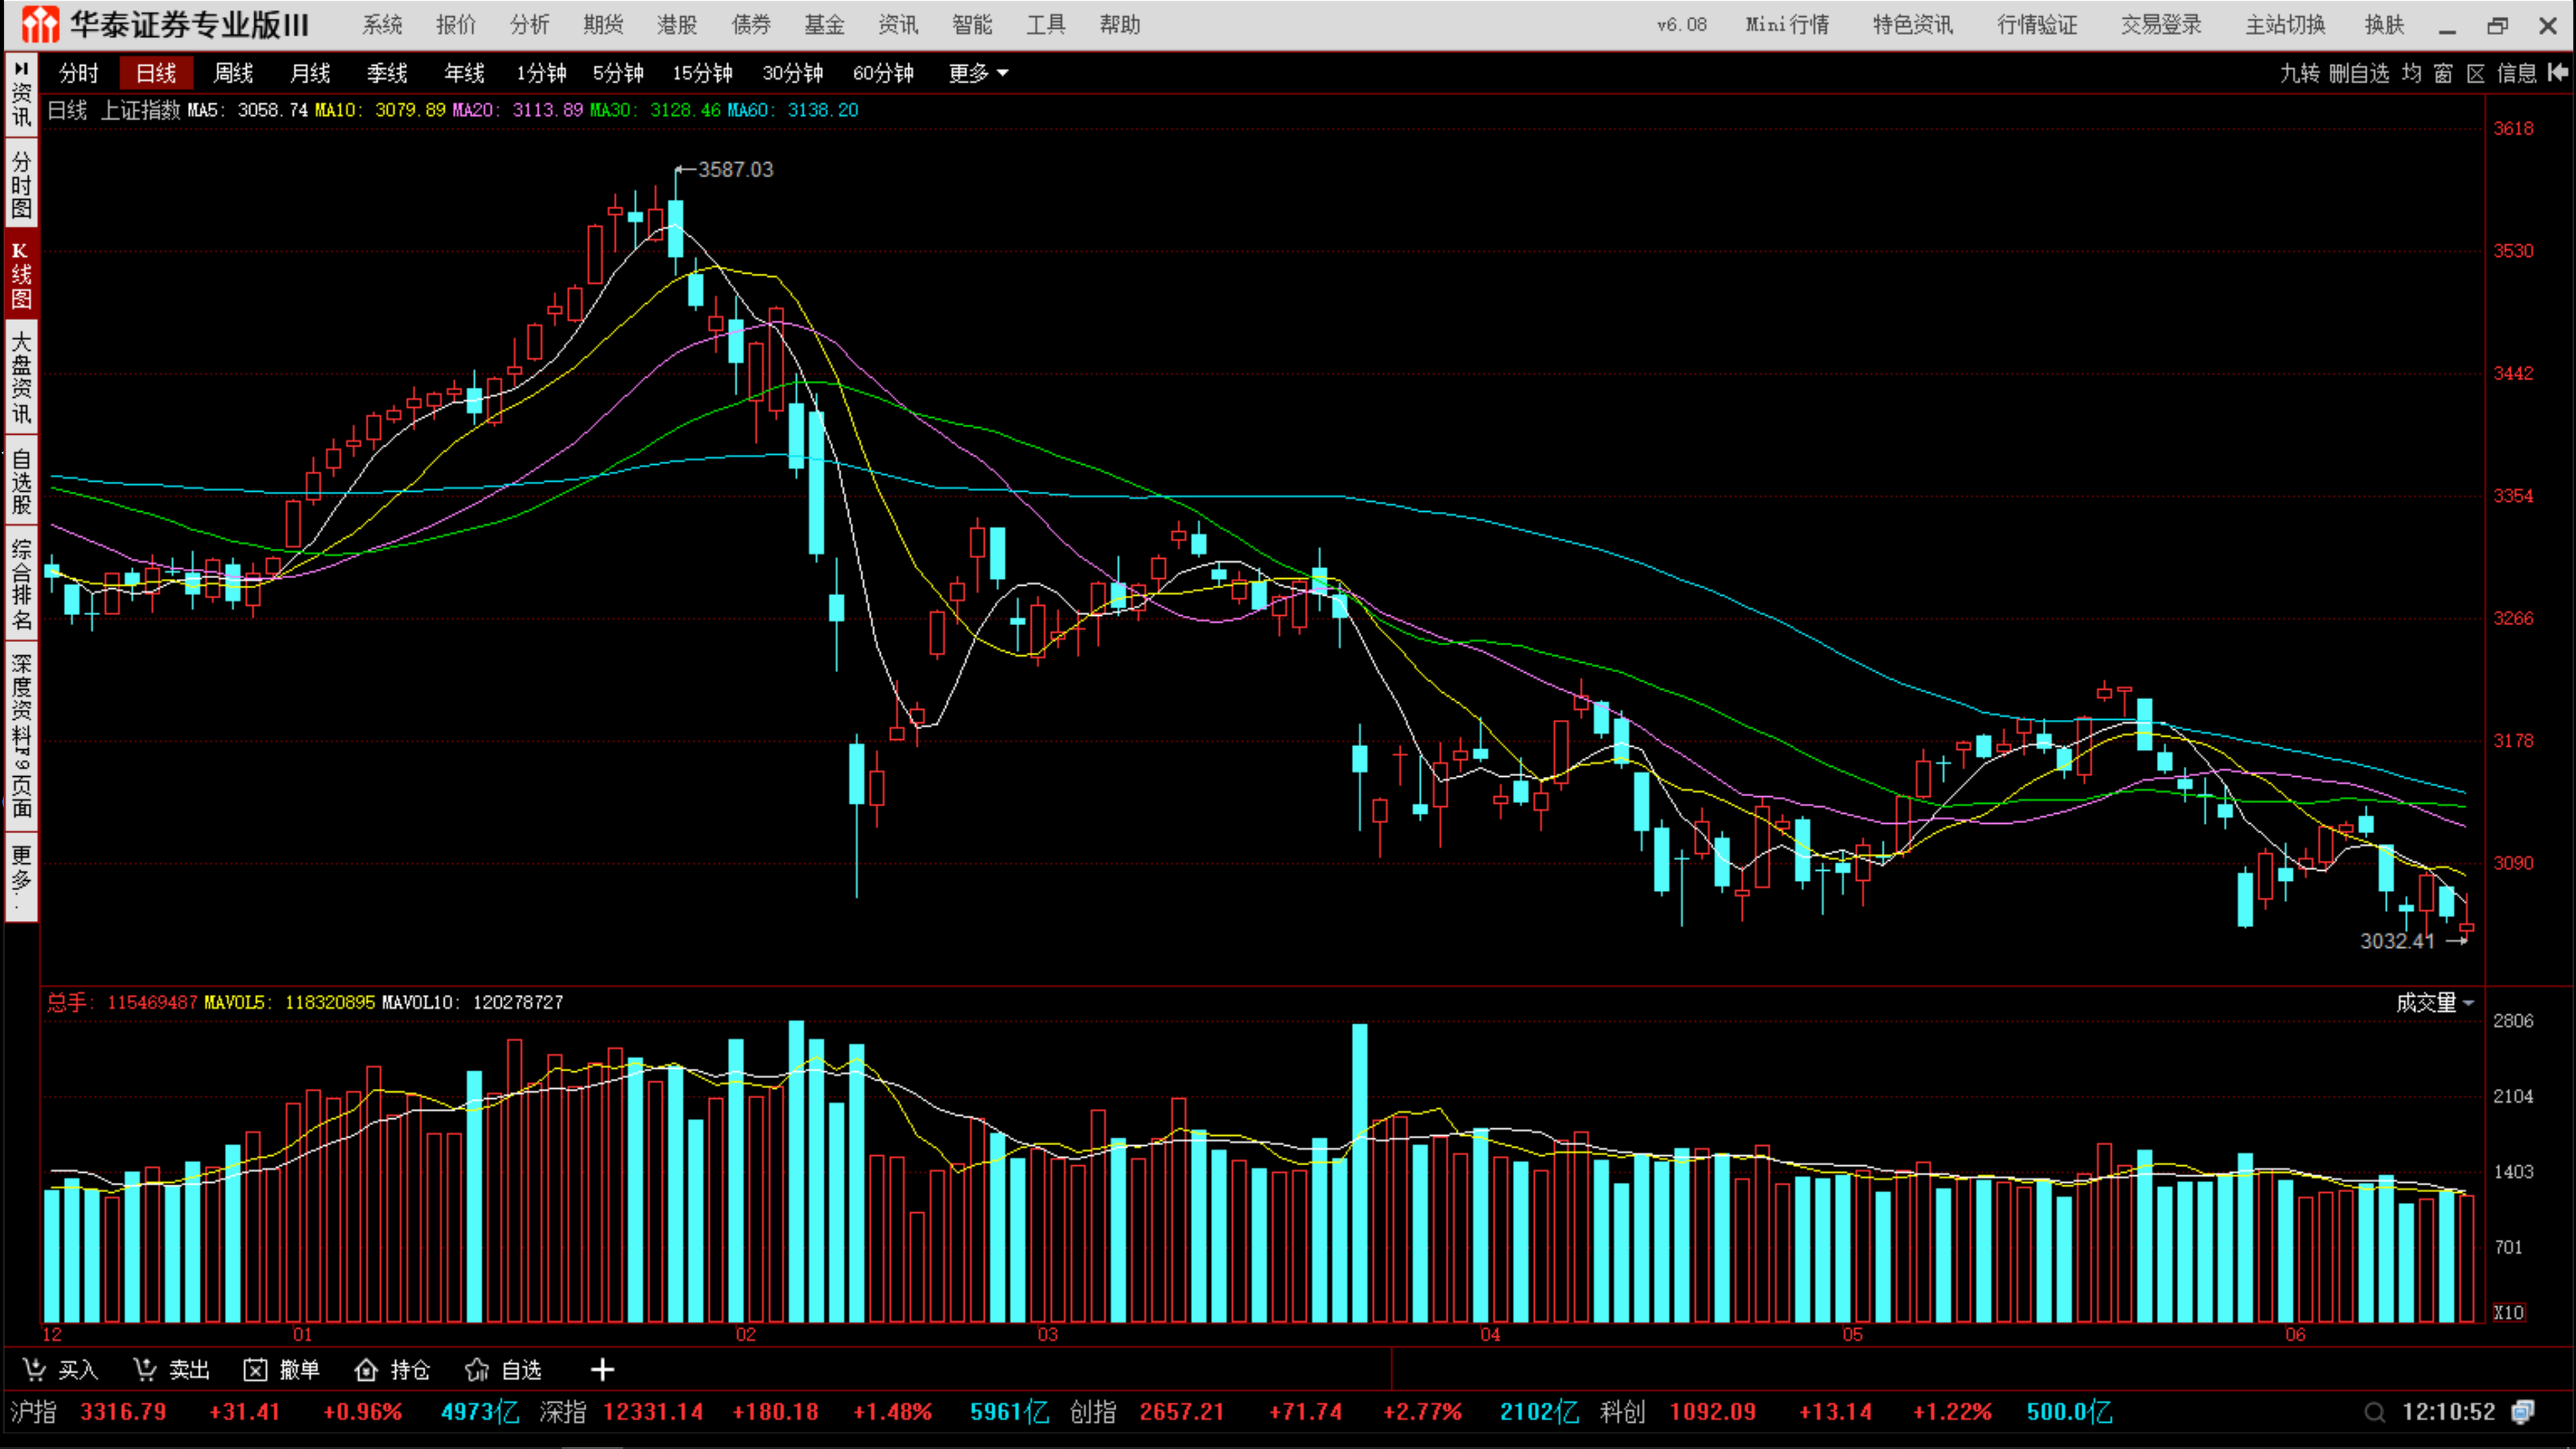 华泰证券专业版III 系统 报价 分析 期货 港股 债券 基金 资讯 智能 工具 帮助 v6.08 Mini行情 特色资讯 行情验证 交易登录 主站切换 换肤
分时 日线 周线 月线 季线 年线 1分钟 5分钟 15分钟 30分钟 60分钟 更多 九转 删自选 均 窗 区 信息
日线 上证指数 MA5: 3058.74 MA10: 3079.89 MA20: 3113.89 MA30: 3128.46 MA60: 3138.20
资讯
分时图
K线图
大盘资讯
自选股
综合排名
深度资料F9页面
更多..
3618
3587.03
3530
3442
3354
3266
3178
3090
3032.41
总手: 115469487 MAVOL5: 118320895 MAVOL10: 120278727 成交量
2806
2104
1403
701
X10
12 01 02 03 04 05 06
买入 卖出 撤单 持仓 自选 +
沪指 3316.79 +31.41 +0.96% 4973亿 深指 12331.14 +180.18 +1.48% 5961亿 创指 2657.21 +71.74 +2.77% 2102亿 科创 1092.09 +13.14 +1.22% 500.0亿 12:10:52